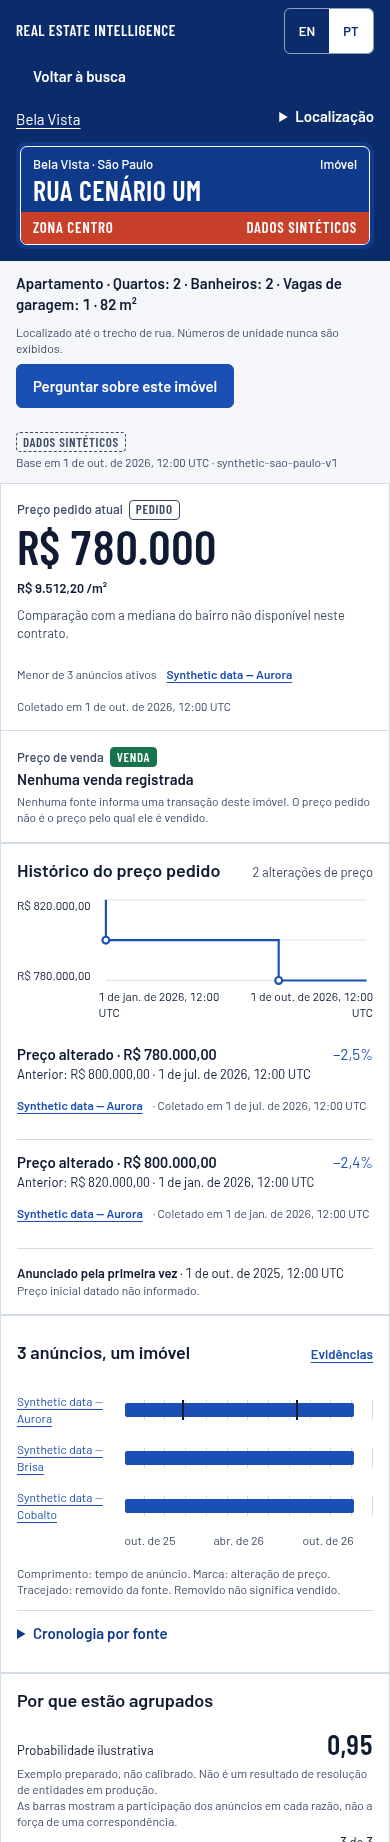 REAL ESTATE INTELLIGENCE
EN PT
Voltar à busca
Bela Vista
Localização
Bela Vista · São Paulo Imóvel
RUA CENÁRIO UM
ZONA CENTRO DADOS SINTÉTICOS
Apartamento · Quartos: 2 · Banheiros: 2 · Vagas de
garagem: 1 · 82 m²
Localizado até o trecho de rua. Números de unidade nunca são
exibidos.
Perguntar sobre este imóvel
DADOS SINTÉTICOS
Base em 1 de out. de 2026, 12:00 UTC · synthetic-sao-paulo-v1
Preço pedido atual PEDIDO
R$ 780.000
R$ 9.512,20 /m²
Comparação com a mediana do bairro não disponível neste
contrato.
Menor de 3 anúncios ativos Synthetic data — Aurora
Coletado em 1 de out. de 2026, 12:00 UTC
Preço de venda VENDA
Nenhuma venda registrada
Nenhuma fonte informa uma transação deste imóvel. O preço pedido
não é o preço pelo qual ele é vendido.
Histórico do preço pedido 2 alterações de preço
R$ 820.000,00
R$ 780.000,00
1 de jan. de 2026, 12:00
UTC
1 de out. de 2026, 12:00
UTC
Preço alterado · R$ 780.000,00 −2,5%
Anterior: R$ 800.000,00 · 1 de jul. de 2026, 12:00 UTC
Synthetic data — Aurora · Coletado em 1 de jul. de 2026, 12:00 UTC
Preço alterado · R$ 800.000,00 −2,4%
Anterior: R$ 820.000,00 · 1 de jan. de 2026, 12:00 UTC
Synthetic data — Aurora · Coletado em 1 de jan. de 2026, 12:00 UTC
Anunciado pela primeira vez · 1 de out. de 2025, 12:00 UTC
Preço inicial datado não informado.
3 anúncios, um imóvel Evidências
Synthetic data —
Aurora
Synthetic data —
Brisa
Synthetic data —
Cobalto
out. de 25 abr. de 26 out. de 26
Comprimento: tempo de anúncio. Marca: alteração de preço.
Tracejado: removido da fonte. Removido não significa vendido.
Cronologia por fonte
Por que estão agrupados
Probabilidade ilustrativa 0,95
Exemplo preparado, não calibrado. Não é um resultado de resolução
de entidades em produção.
As barras mostram a participação dos anúncios em cada razão, não a
força de uma correspondência.